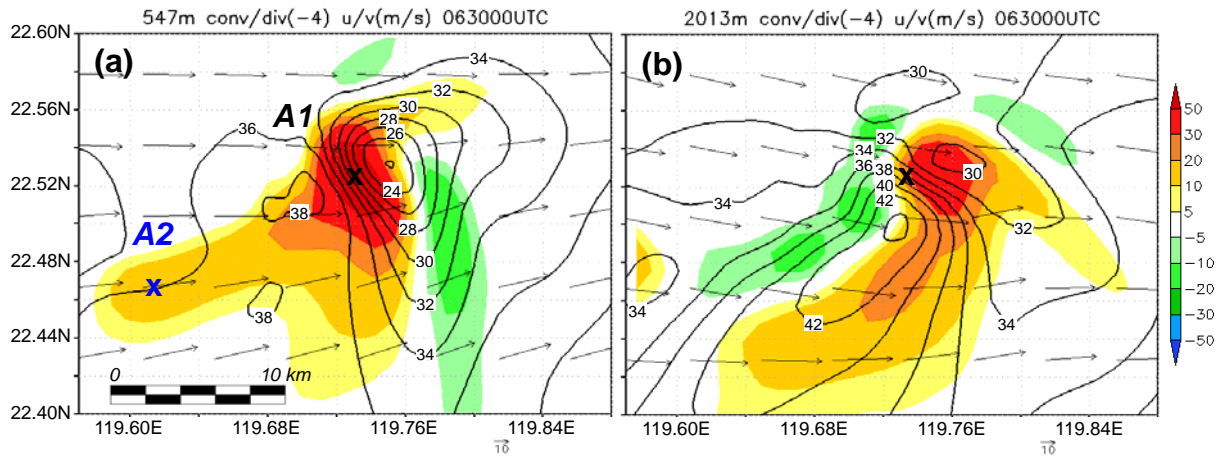 547m conv/div(-4) u/v(m/s) 063000UTC
2013m conv/div(-4) u/v(m/s) 063000UTC
(a)
(b)
A1
A2
x
x
x
22.60N
22.56N
22.52N
22.48N
22.44N
22.40N
34
32
30
28
26
36
24
38
28
30
32
38
34
30
32
34
36
38
40
42
30
34
32
42
34
34
50
30
20
10
5
−5
−10
−20
−30
−50
0 10 km
119.60E 119.68E 119.76E 119.84E
119.60E 119.68E 119.76E 119.84E
10
10